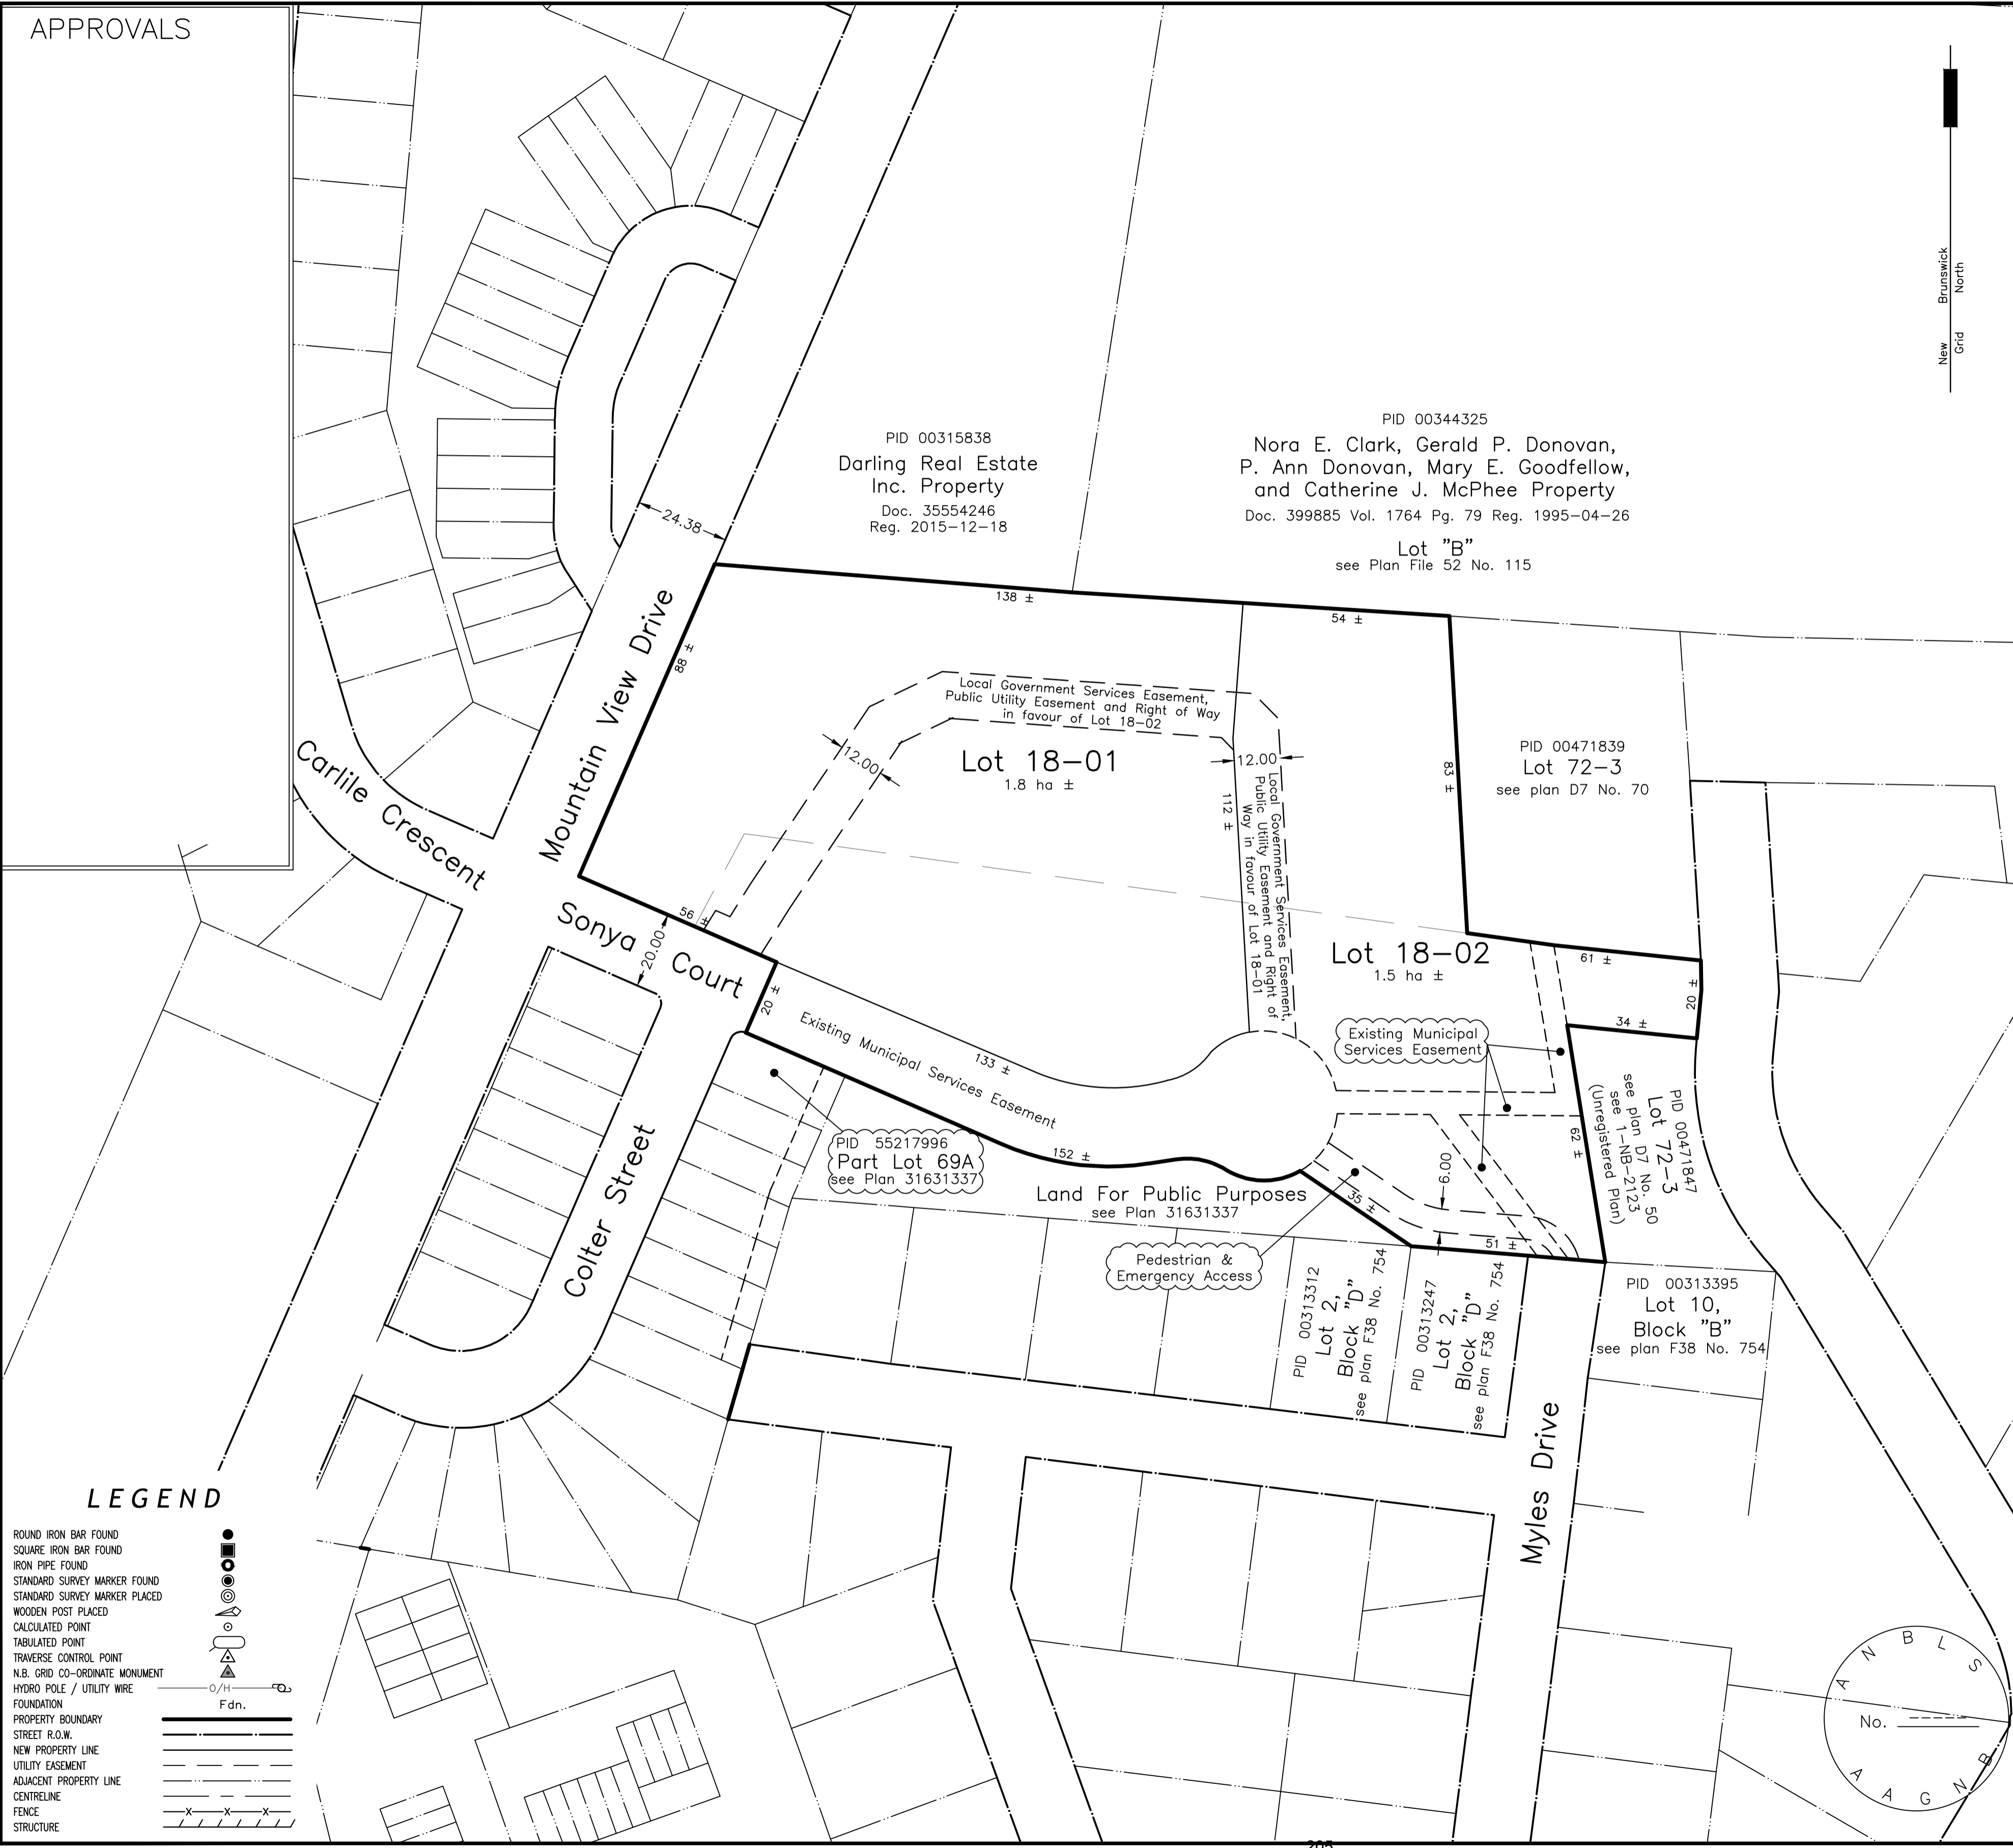 APPROVALS
New Brunswick
Grid North
PID 00315838
Darling Real Estate
Inc. Property
Doc. 35554246
Reg. 2015-12-18
PID 00344325
Nora E. Clark, Gerald P. Donovan,
P. Ann Donovan, Mary E. Goodfellow,
and Catherine J. McPhee Property
Doc. 399885 Vol. 1764 Pg. 79 Reg. 1995-04-26
Lot "B"
see Plan File 52 No. 115
24.38
138 ±
54 ±
88 ±
Mountain View Drive
Local Government Services Easement,
Public Utility Easement and Right of Way
in favour of Lot 18-02
12.00
Lot 18-01
1.8 ha ±
12.00
112 ±
Local Government Services Easement,
Public Utility Easement and Right of
Way in favour of Lot 18-01
83 ±
PID 00471839
Lot 72-3
see plan D7 No. 70
Carlile Crescent
Sonya Court
56 ±
20.00
20 ±
Existing Municipal Services Easement
133 ±
152 ±
Lot 18-02
1.5 ha ±
61 ±
20 ±
34 ±
Existing Municipal
Services Easement
PID 00471847
Lot 72-3
see plan D7 No. 50
see 1-NB-2123
(Unregistered Plan)
62 ±
PID 55217996
Part Lot 69A
see Plan 31631337
Colter Street
Land For Public Purposes
see Plan 31631337
35 ±
6.00
51 ±
Pedestrian &
Emergency Access
PID 00313312
Lot 2,
Block "D"
see plan F38 No. 754
PID 00313247
Lot 2,
Block "D"
see plan F38 No. 754
PID 00313395
Lot 10,
Block "B"
see plan F38 No. 754
Myles Drive
LEGEND
ROUND IRON BAR FOUND
SQUARE IRON BAR FOUND
IRON PIPE FOUND
STANDARD SURVEY MARKER FOUND
STANDARD SURVEY MARKER PLACED
WOODEN POST PLACED
CALCULATED POINT
TABULATED POINT
TRAVERSE CONTROL POINT
N.B. GRID CO-ORDINATE MONUMENT
HYDRO POLE / UTILITY WIRE O/H
FOUNDATION Fdn.
PROPERTY BOUNDARY
STREET R.O.W.
NEW PROPERTY LINE
UTILITY EASEMENT
ADJACENT PROPERTY LINE
CENTRELINE
FENCE X X X
STRUCTURE
A N B L S
No.
A A G N B
205